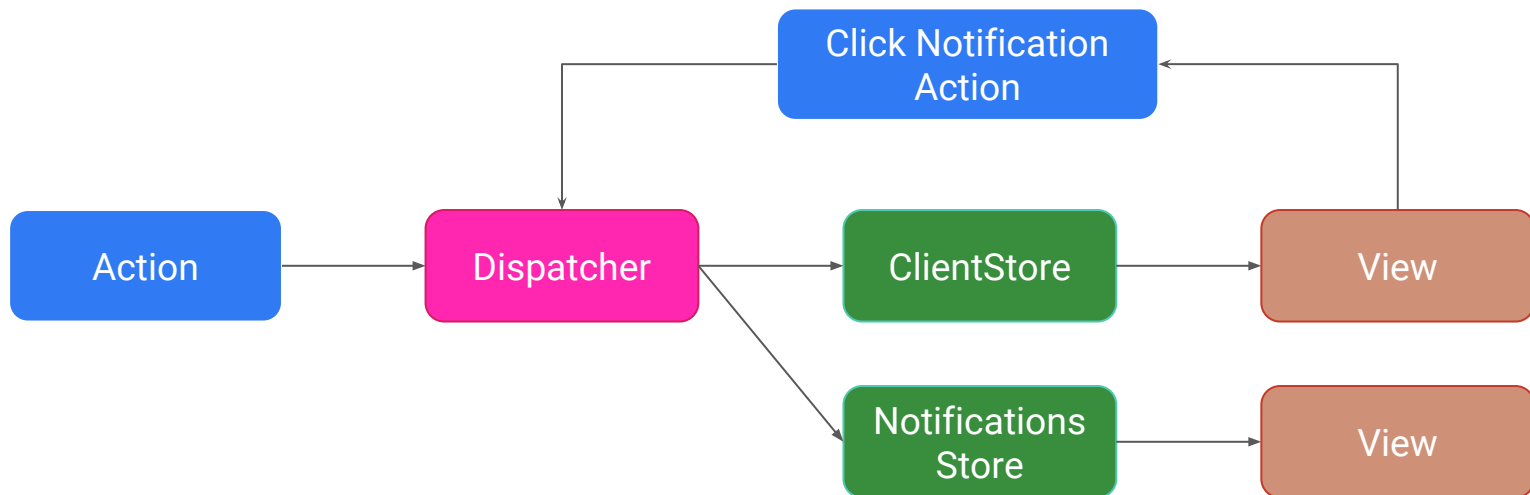 Click Notification
Action
Action
Dispatcher
ClientStore
View
Notifications
Store
View